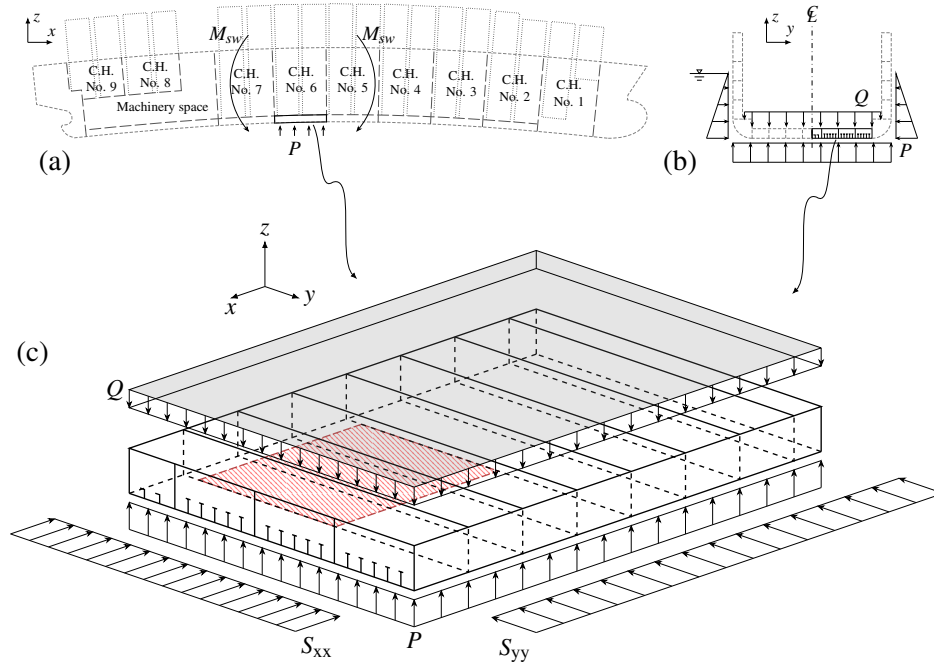 z
x
M_sw
M_sw
C.H.
No. 9
C.H.
No. 8
C.H.
No. 7
C.H.
No. 6
C.H.
No. 5
C.H.
No. 4
C.H.
No. 3
C.H.
No. 2
C.H.
No. 1
Machinery space
P
(a)
z
y
℄
Q
P
(b)
z
x
y
(c)
Q
S_xx
P
S_yy